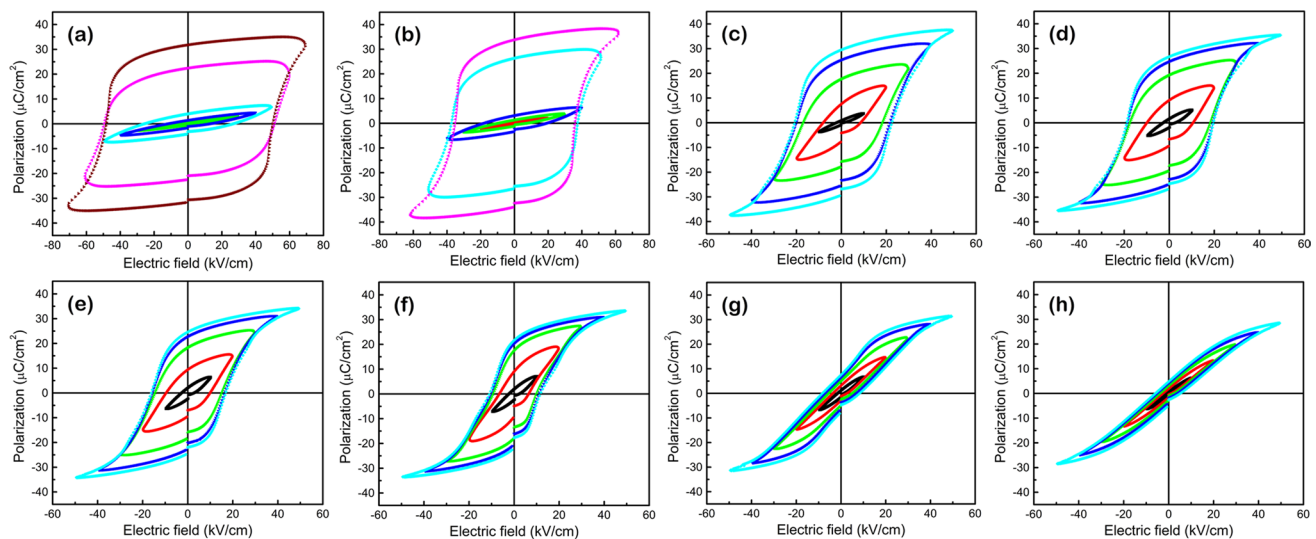 (a) (b) (c) (d)
Polarization (μC/cm²) Polarization (μC/cm²) Polarization (μC/cm²) Polarization (μC/cm²)
40 30 20 10 0 -10 -20 -30 -40
40 30 20 10 0 -10 -20 -30 -40
40 30 20 10 0 -10 -20 -30 -40
40 30 20 10 0 -10 -20 -30 -40
-80 -60 -40 -20 0 20 40 60 80
-60 -40 -20 0 20 40 60 80
-60 -40 -20 0 20 40 60
-60 -40 -20 0 20 40 60
Electric field (kV/cm) Electric field (kV/cm) Electric field (kV/cm) Electric field (kV/cm)
(e) (f) (g) (h)
Polarization (μC/cm²) Polarization (μC/cm²) Polarization (μC/cm²) Polarization (μC/cm²)
40 30 20 10 0 -10 -20 -30 -40
40 30 20 10 0 -10 -20 -30 -40
40 30 20 10 0 -10 -20 -30 -40
40 30 20 10 0 -10 -20 -30 -40
-60 -40 -20 0 20 40 60
-60 -40 -20 0 20 40 60
-60 -40 -20 0 20 40 60
-60 -40 -20 0 20 40 60
Electric field (kV/cm) Electric field (kV/cm) Electric field (kV/cm) Electric field (kV/cm)